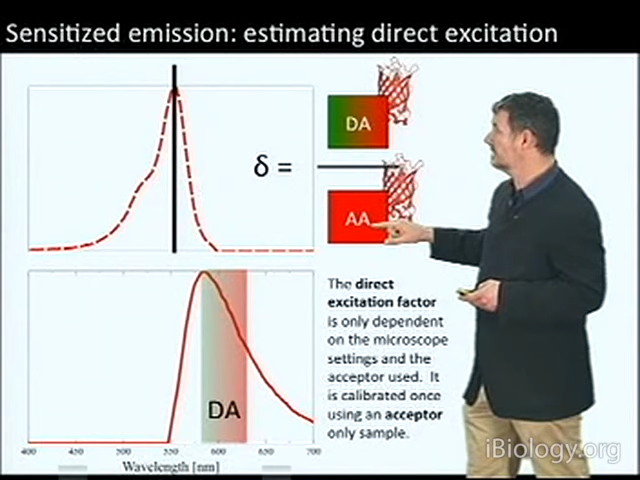 Sensitized emission: estimating direct excitation
DA
δ =
AA
The direct
excitation factor
is only dependent
on the microscope
settings and the
acceptor used. It
is calibrated once
using an acceptor
only sample.
DA
400 450 500 550 600 650 700
Wavelength [nm]
iBiology.org